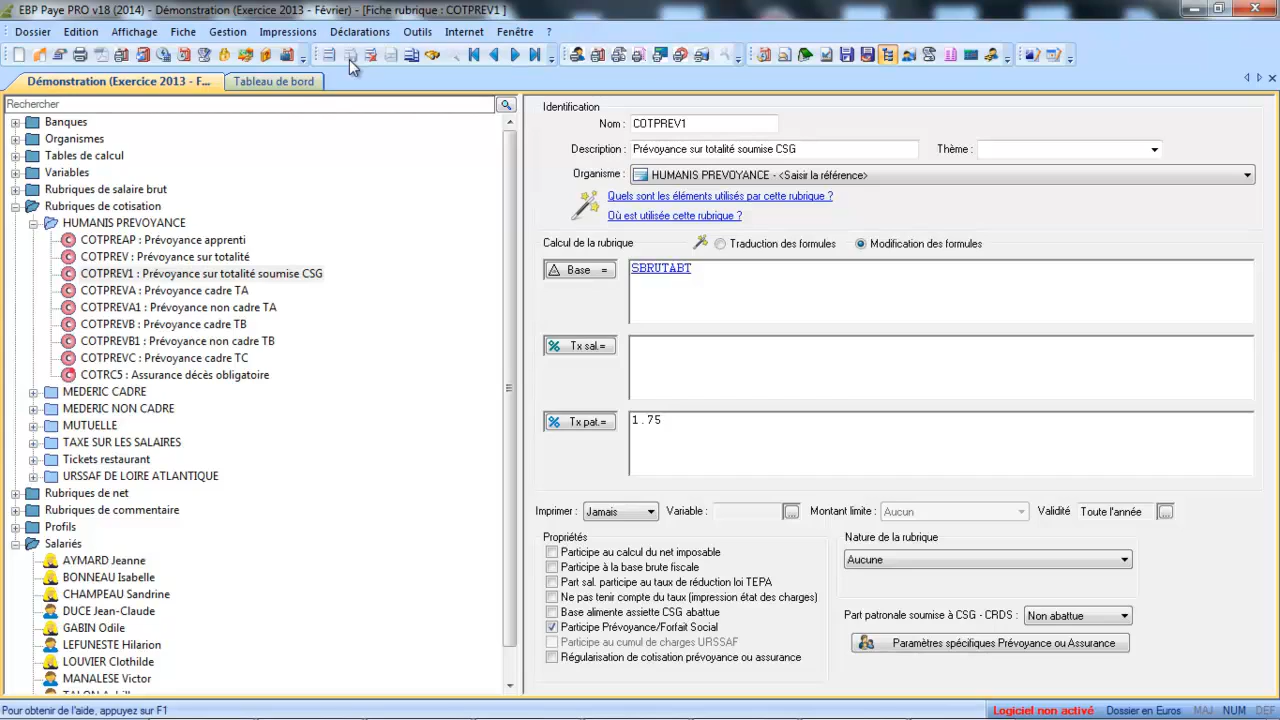 EBP Paye PRO v18 (2014) - Démonstration (Exercice 2013 - Février) - [Fiche rubrique : COTPREV1 ]
Dossier Edition Affichage Fiche Gestion Impressions Déclarations Outils Internet Fenêtre ?
Démonstration (Exercice 2013 - F... Tableau de bord
Rechercher
Banques
Organismes
Tables de calcul
Variables
Rubriques de salaire brut
Rubriques de cotisation
HUMANIS PREVOYANCE
COTPREAP : Prévoyance apprenti
COTPREV : Prévoyance sur totalité
COTPREV1 : Prévoyance sur totalité soumise CSG
COTPREVA : Prévoyance cadre TA
COTPREVA1 : Prévoyance non cadre TA
COTPREVB : Prévoyance cadre TB
COTPREVB1 : Prévoyance non cadre TB
COTPREVC : Prévoyance cadre TC
COTRC5 : Assurance décès obligatoire
MEDERIC CADRE
MEDERIC NON CADRE
MUTUELLE
TAXE SUR LES SALAIRES
Tickets restaurant
URSSAF DE LOIRE ATLANTIQUE
Rubriques de net
Rubriques de commentaire
Profils
Salariés
AYMARD Jeanne
BONNEAU Isabelle
CHAMPEAU Sandrine
DUCE Jean-Claude
GABIN Odile
LEFUNESTE Hilarion
LOUVIER Clothilde
MANALESE Victor
Identification
Nom : COTPREV1
Description : Prévoyance sur totalité soumise CSG Thème :
Organisme : HUMANIS PREVOYANCE - <Saisir la référence>
Quels sont les éléments utilisés par cette rubrique ?
Où est utilisée cette rubrique ?
Calcul de la rubrique Traduction des formules Modification des formules
Base = SBRUTABT
Tx sal.=
Tx pat.= 1.75
Imprimer : Jamais Variable : ... Montant limite : Aucun Validité Toute l'année ...
Propriétés
Participe au calcul du net imposable
Participe à la base brute fiscale
Part sal. participe au taux de réduction loi TEPA
Ne pas tenir compte du taux (impression état des charges)
Base alimente assiette CSG abattue
Participe Prévoyance/Forfait Social
Participe au cumul de charges URSSAF
Régularisation de cotisation prévoyance ou assurance
Nature de la rubrique
Aucune
Part patronale soumise à CSG - CRDS : Non abattue
Paramètres spécifiques Prévoyance ou Assurance
Pour obtenir de l'aide, appuyez sur F1 Logiciel non activé Dossier en Euros MAJ NUM DEF